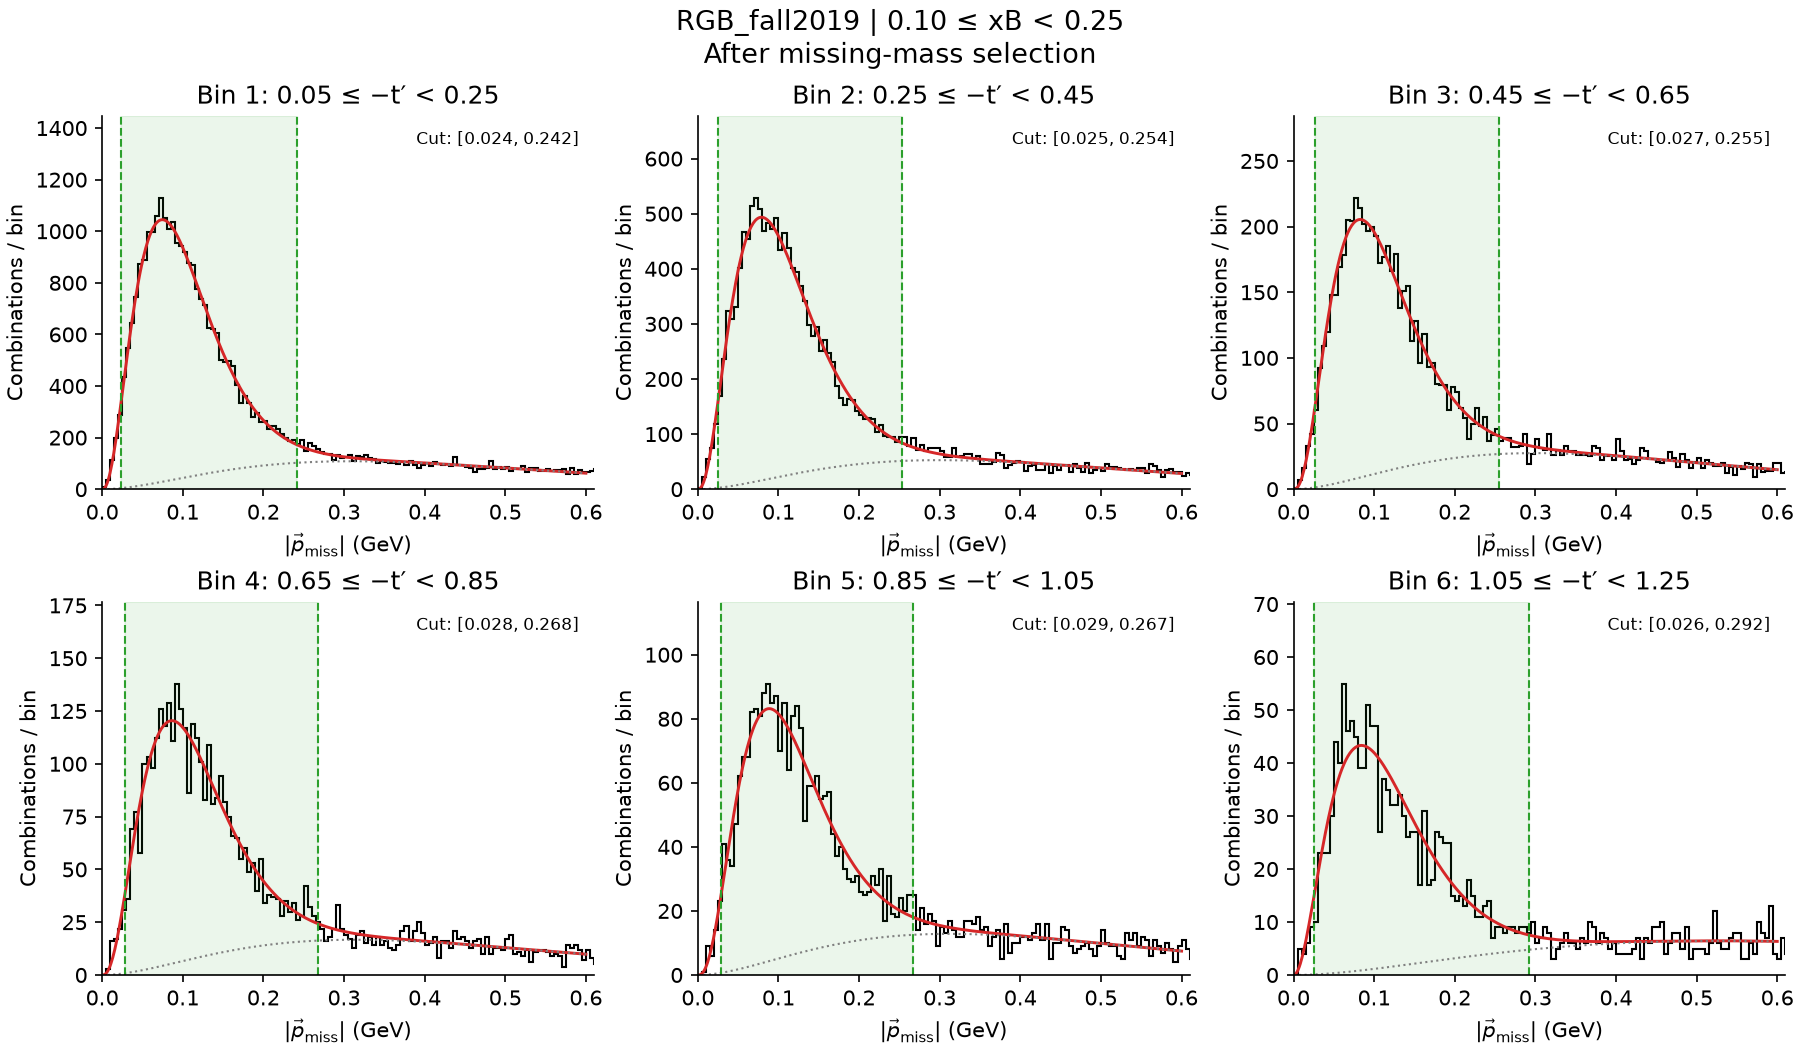 RGB_fall2019 | 0.10 ≤ xB < 0.25
After missing-mass selection
Bin 1: 0.05 ≤ −t′ < 0.25
Cut: [0.024, 0.242]
1400
1200
1000
800
600
400
200
0
Combinations / bin
0.0 0.1 0.2 0.3 0.4 0.5 0.6
|p⃗miss| (GeV)
Bin 2: 0.25 ≤ −t′ < 0.45
Cut: [0.025, 0.254]
600
500
400
300
200
100
0
Combinations / bin
0.0 0.1 0.2 0.3 0.4 0.5 0.6
|p⃗miss| (GeV)
Bin 3: 0.45 ≤ −t′ < 0.65
Cut: [0.027, 0.255]
250
200
150
100
50
0
Combinations / bin
0.0 0.1 0.2 0.3 0.4 0.5 0.6
|p⃗miss| (GeV)
Bin 4: 0.65 ≤ −t′ < 0.85
Cut: [0.028, 0.268]
175
150
125
100
75
50
25
0
Combinations / bin
0.0 0.1 0.2 0.3 0.4 0.5 0.6
|p⃗miss| (GeV)
Bin 5: 0.85 ≤ −t′ < 1.05
Cut: [0.029, 0.267]
100
80
60
40
20
0
Combinations / bin
0.0 0.1 0.2 0.3 0.4 0.5 0.6
|p⃗miss| (GeV)
Bin 6: 1.05 ≤ −t′ < 1.25
Cut: [0.026, 0.292]
70
60
50
40
30
20
10
0
Combinations / bin
0.0 0.1 0.2 0.3 0.4 0.5 0.6
|p⃗miss| (GeV)